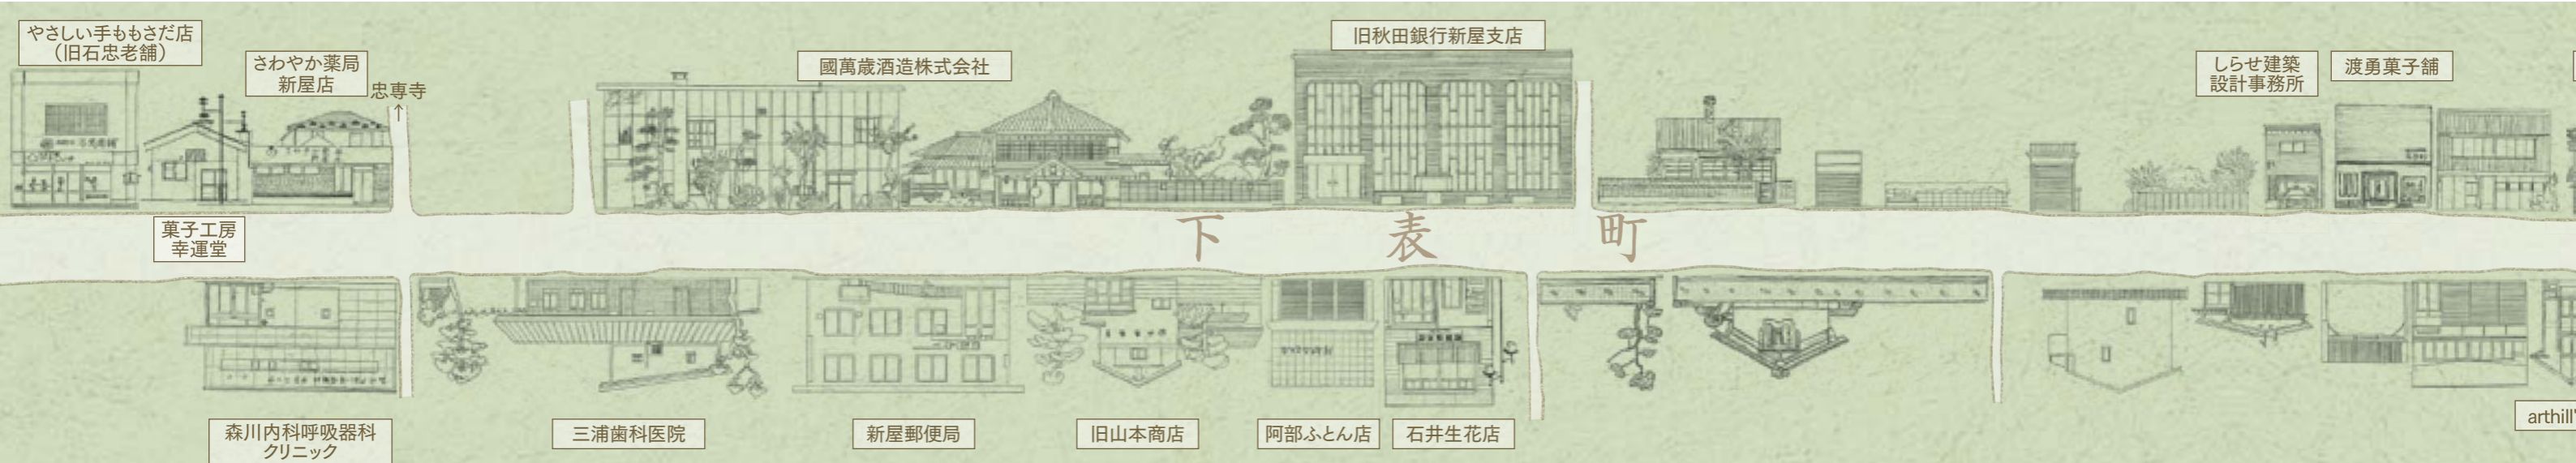 やさしい手ももさだ店
（旧石忠老舗）
さわやか薬局
新屋店
忠専寺
↑
國萬歳酒造株式会社
旧秋田銀行新屋支店
しらせ建築
設計事務所
渡勇菓子舗
菓子工房
幸運堂
下表町
森川内科呼吸器科
クリニック
三浦歯科医院
新屋郵便局
旧山本商店
阿部ふとん店
石井生花店
arthill'